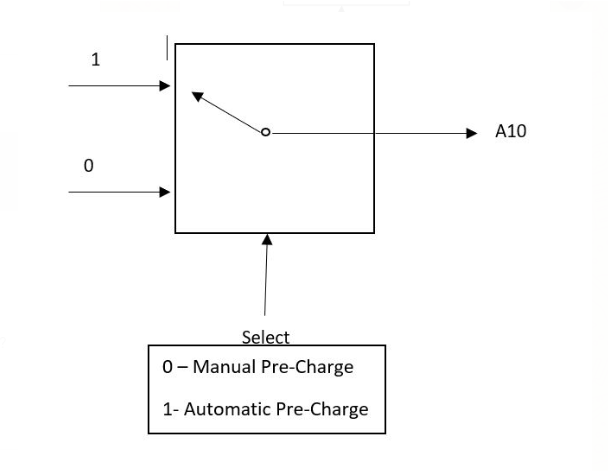 1
A10
0
Select
0 – Manual Pre-Charge
1- Automatic Pre-Charge